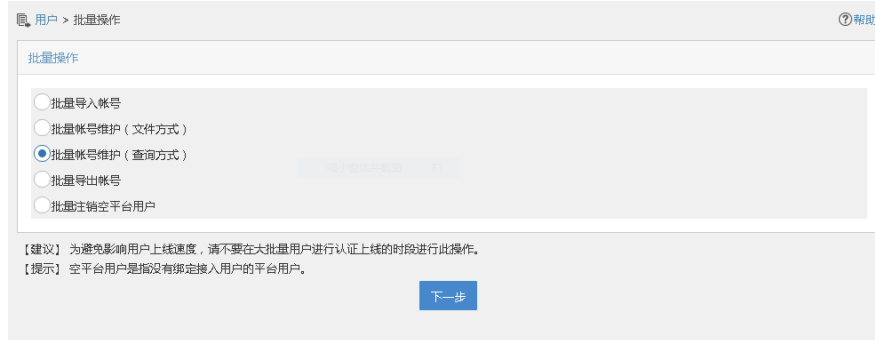 用户 > 批量操作
?帮助
批量操作
批量导入帐号
批量帐号维护（文件方式）
批量帐号维护（查询方式）
批量导出帐号
批量注销空平台用户
【建议】 为避免影响用户上线速度，请不要在大批量用户进行认证上线的时段进行此操作。
【提示】 空平台用户是指没有绑定接入用户的平台用户。
下一步